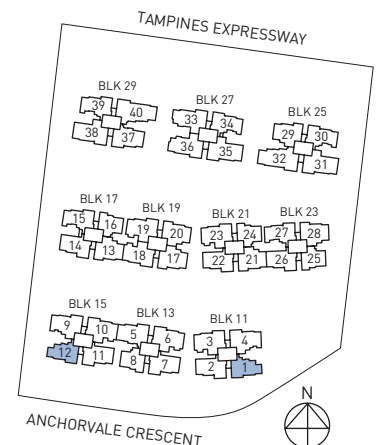 TAMPINES EXPRESSWAY
BLK 29
BLK 27
BLK 25
39 40
38 37
33 34
36 35
29 30
32 31
BLK 17
BLK 19
BLK 21
BLK 23
15 16 19 20
14 13 18 17
23 24 27 28
22 21 26 25
BLK 15
BLK 13
BLK 11
9 10 5 6
12 11 8 7
3 4
2 1
N
ANCHORVALE CRESCENT